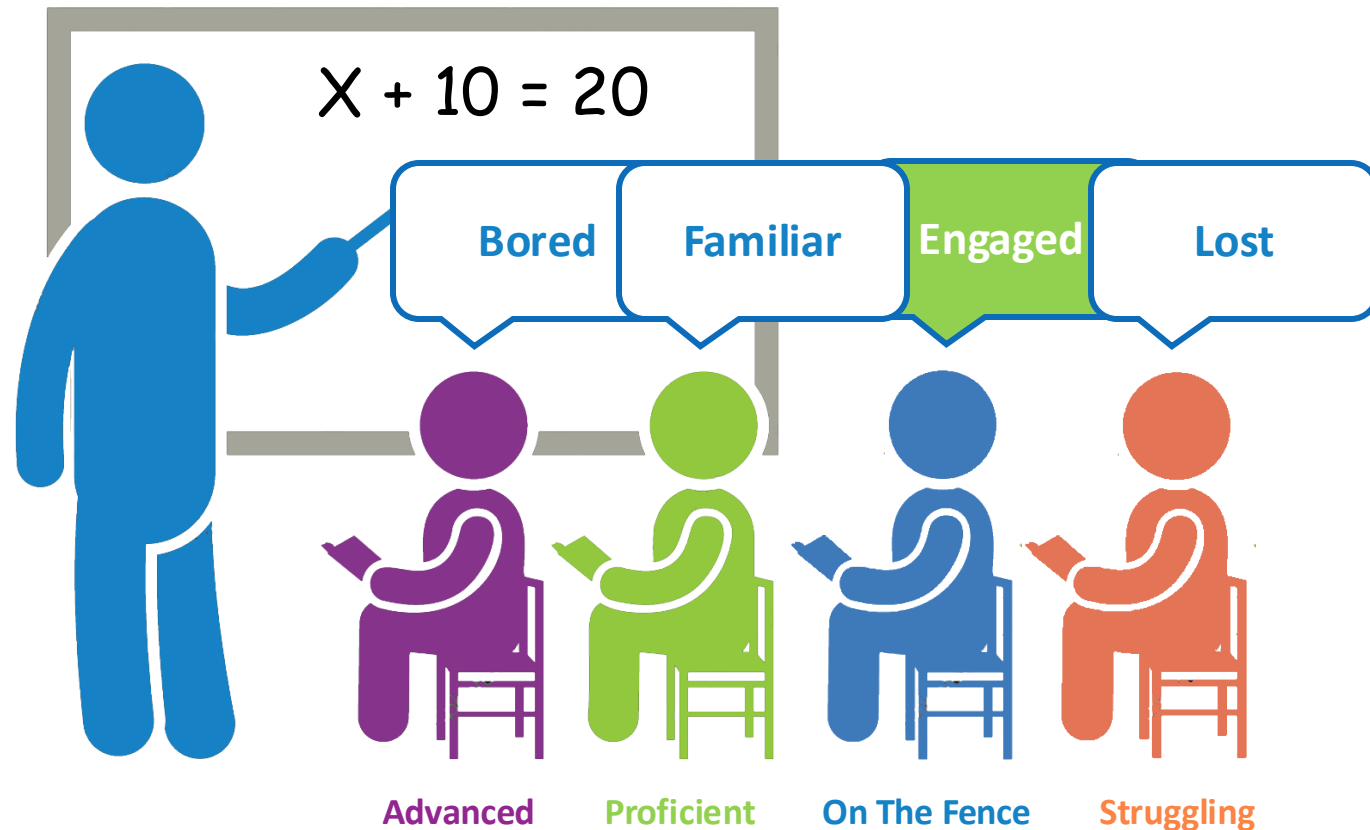 X + 10 = 20
Bored Familiar Engaged Lost
Advanced Proficient On The Fence Struggling